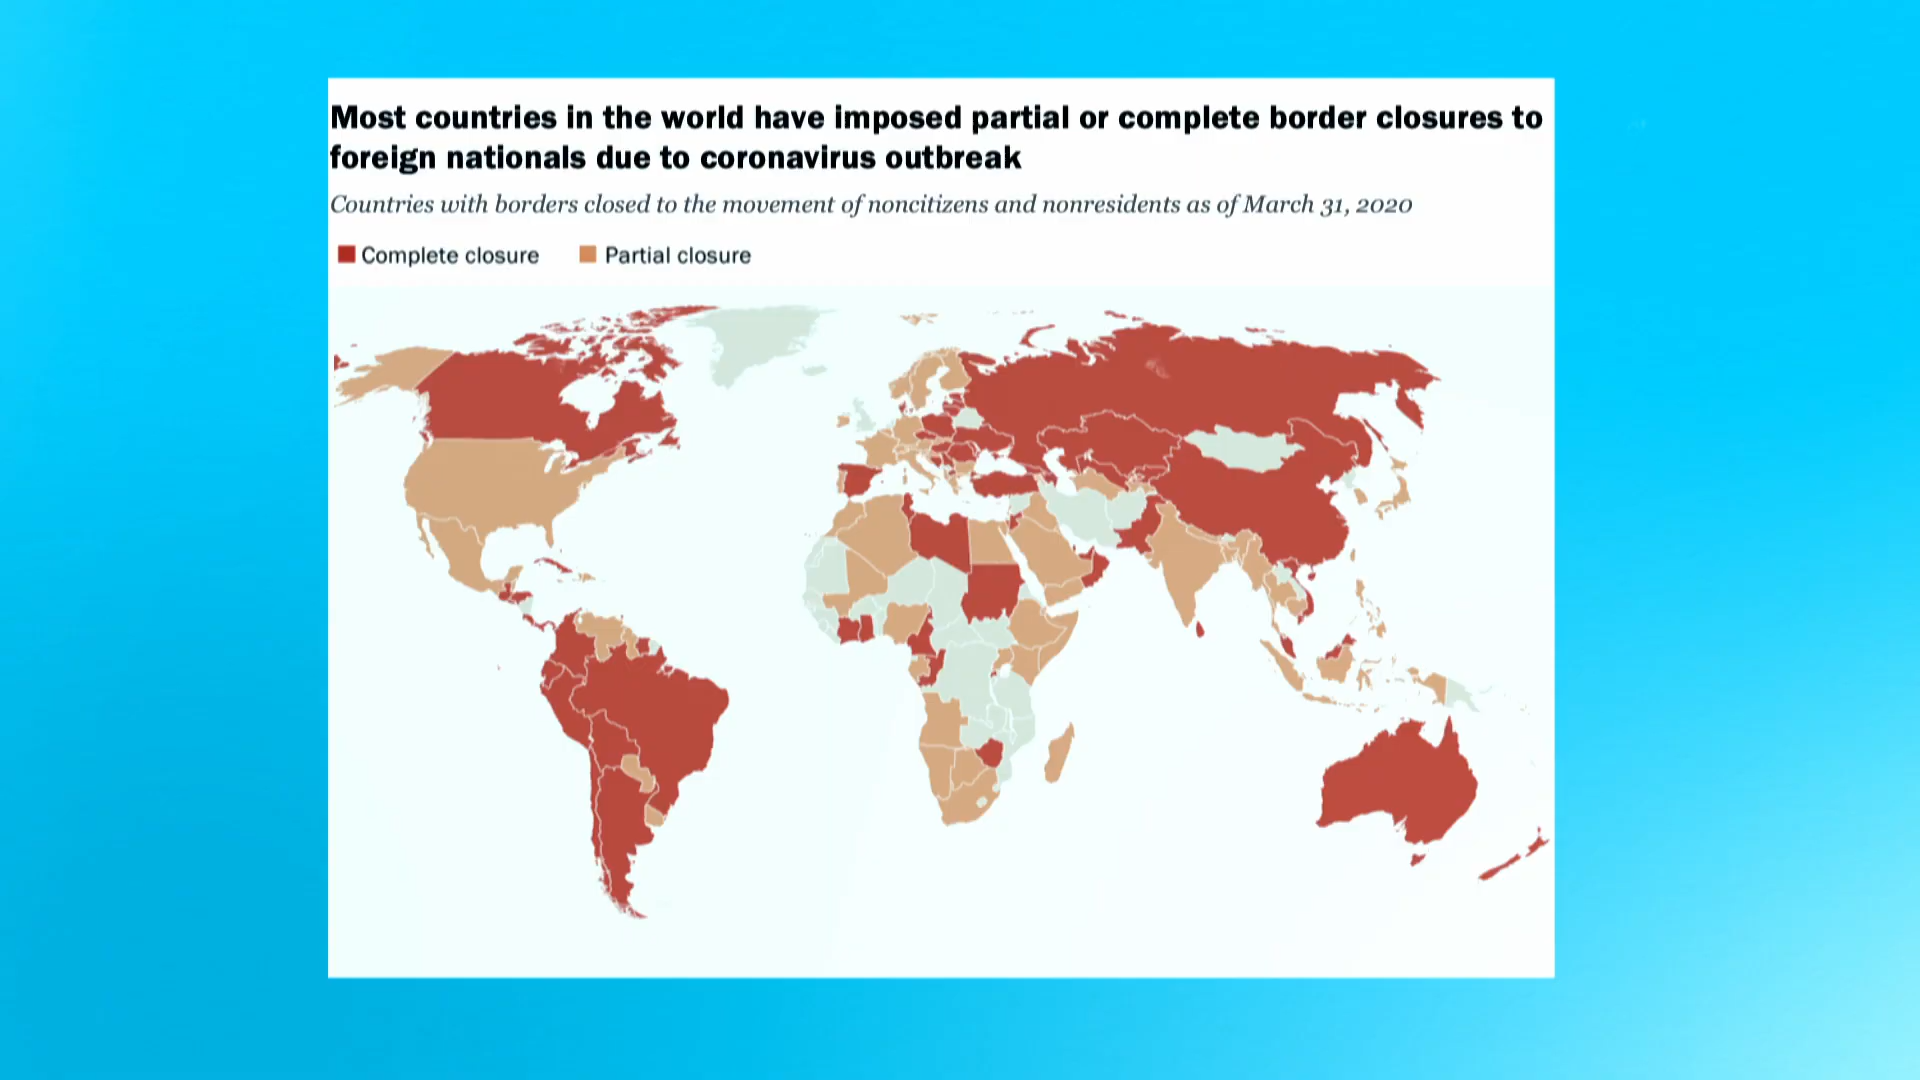 Most countries in the world have imposed partial or complete border closures to
foreign nationals due to coronavirus outbreak
Countries with borders closed to the movement of noncitizens and nonresidents as of March 31, 2020
Complete closure Partial closure